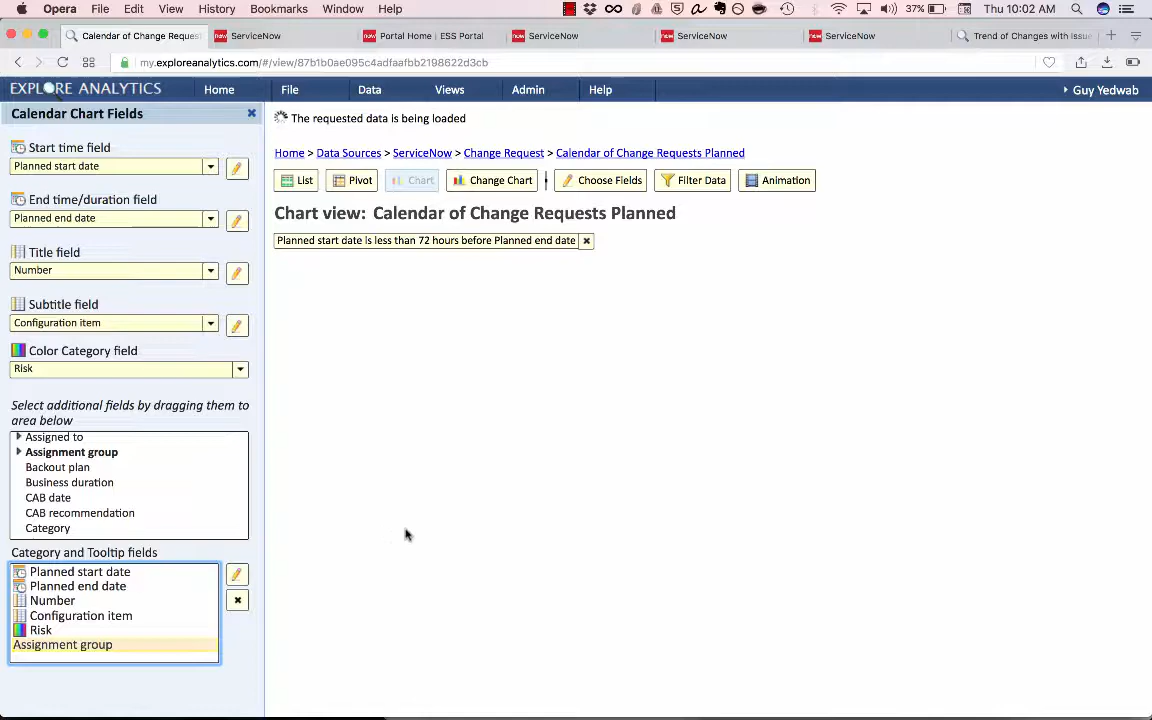 Opera File Edit View History Bookmarks Window Help 37% Thu 10:02 AM
Calendar of Change Reques ServiceNow Portal Home | ESS Portal ServiceNow ServiceNow ServiceNow Trend of Changes with Issue
my.exploreanalytics.com/#/view/87b1b0ae095c4adfaafbb2198622d3cb
EXPLORE ANALYTICS Home File Data Views Admin Help Guy Yedwab
Calendar Chart Fields
The requested data is being loaded
Start time field
Planned start date
Home > Data Sources > ServiceNow > Change Request > Calendar of Change Requests Planned
List Pivot Chart Change Chart Choose Fields Filter Data Animation
End time/duration field
Planned end date
Chart view: Calendar of Change Requests Planned
Planned start date is less than 72 hours before Planned end date
Title field
Number
Subtitle field
Configuration item
Color Category field
Risk
Select additional fields by dragging them to
area below
Assigned to
Assignment group
Backout plan
Business duration
CAB date
CAB recommendation
Category
Category and Tooltip fields
Planned start date
Planned end date
Number
Configuration item
Risk
Assignment group